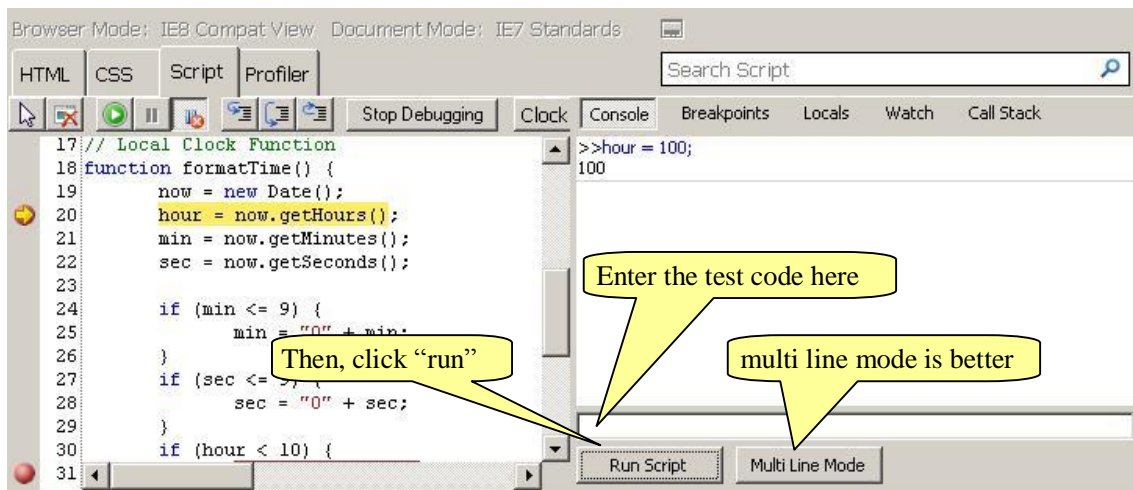 Browser Mode: IE8 Compat View Document Mode: IE7 Standards
HTML CSS Script Profiler
Search Script
Stop Debugging Clock
Console Breakpoints Locals Watch Call Stack
17 // Local Clock Function
18 function formatTime() {
19 now = new Date();
20 hour = now.getHours();
21 min = now.getMinutes();
22 sec = now.getSeconds();
23
24 if (min <= 9) {
25 min = "0" + min;
26 }
27 if (sec <= 9) {
28 sec = "0" + sec;
29 }
30 if (hour < 10) {
31
>>hour = 100;
100
Enter the test code here
Then, click “run”
multi line mode is better
Run Script Multi Line Mode